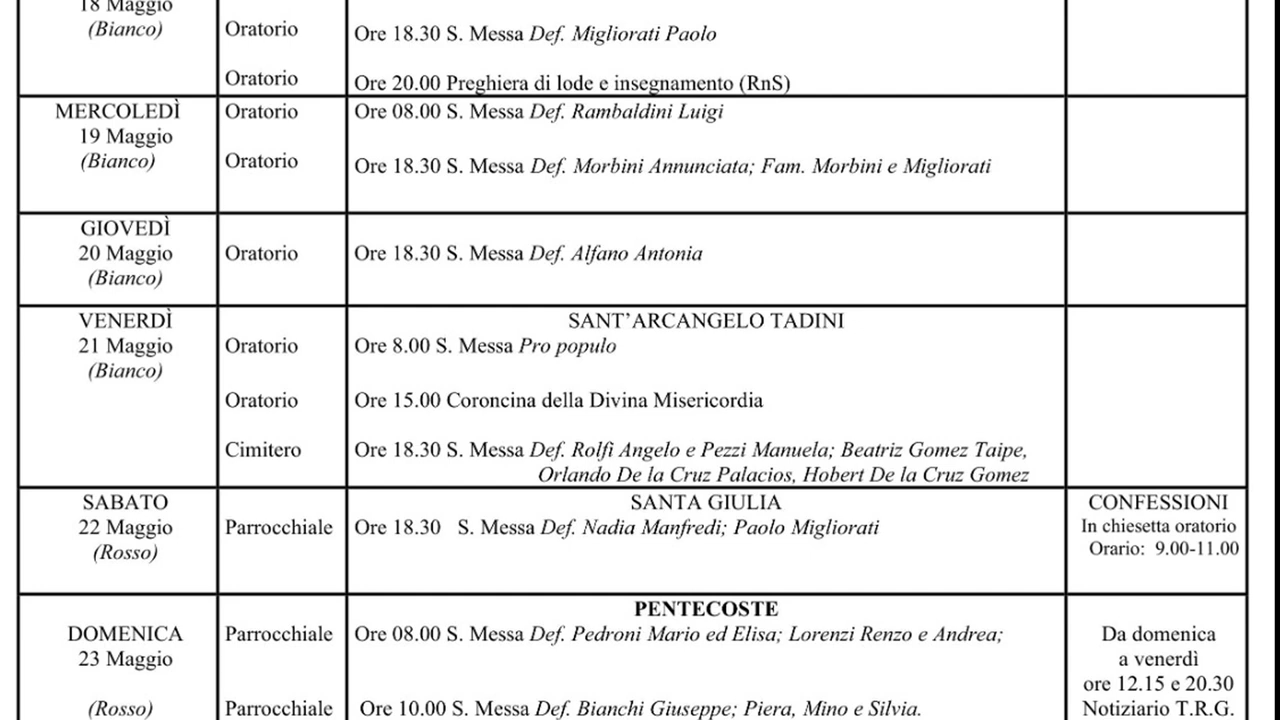 18 Maggio
(Bianco) Oratorio Ore 18.30 S. Messa Def. Migliorati Paolo
Oratorio Ore 20.00 Preghiera di lode e insegnamento (RnS)
MERCOLEDÌ Oratorio Ore 08.00 S. Messa Def. Rambaldini Luigi
19 Maggio
(Bianco) Oratorio Ore 18.30 S. Messa Def. Morbini Annunciata; Fam. Morbini e Migliorati
GIOVEDÌ
20 Maggio Oratorio Ore 18.30 S. Messa Def. Alfano Antonia
(Bianco)
VENERDÌ SANT'ARCANGELO TADINI
21 Maggio Oratorio Ore 8.00 S. Messa Pro populo
(Bianco)
Oratorio Ore 15.00 Coroncina della Divina Misericordia
Cimitero Ore 18.30 S. Messa Def. Rolfi Angelo e Pezzi Manuela; Beatriz Gomez Taipe,
Orlando De la Cruz Palacios, Hobert De la Cruz Gomez
SABATO SANTA GIULIA CONFESSIONI
22 Maggio Parrocchiale Ore 18.30 S. Messa Def. Nadia Manfredi; Paolo Migliorati In chiesetta oratorio
(Rosso) Orario: 9.00-11.00
PENTECOSTE
DOMENICA Parrocchiale Ore 08.00 S. Messa Def. Pedroni Mario ed Elisa; Lorenzi Renzo e Andrea; Da domenica
23 Maggio a venerdì
ore 12.15 e 20.30
(Rosso) Parrocchiale Ore 10.00 S. Messa Def. Bianchi Giuseppe; Piera, Mino e Silvia. Notiziario T.R.G.